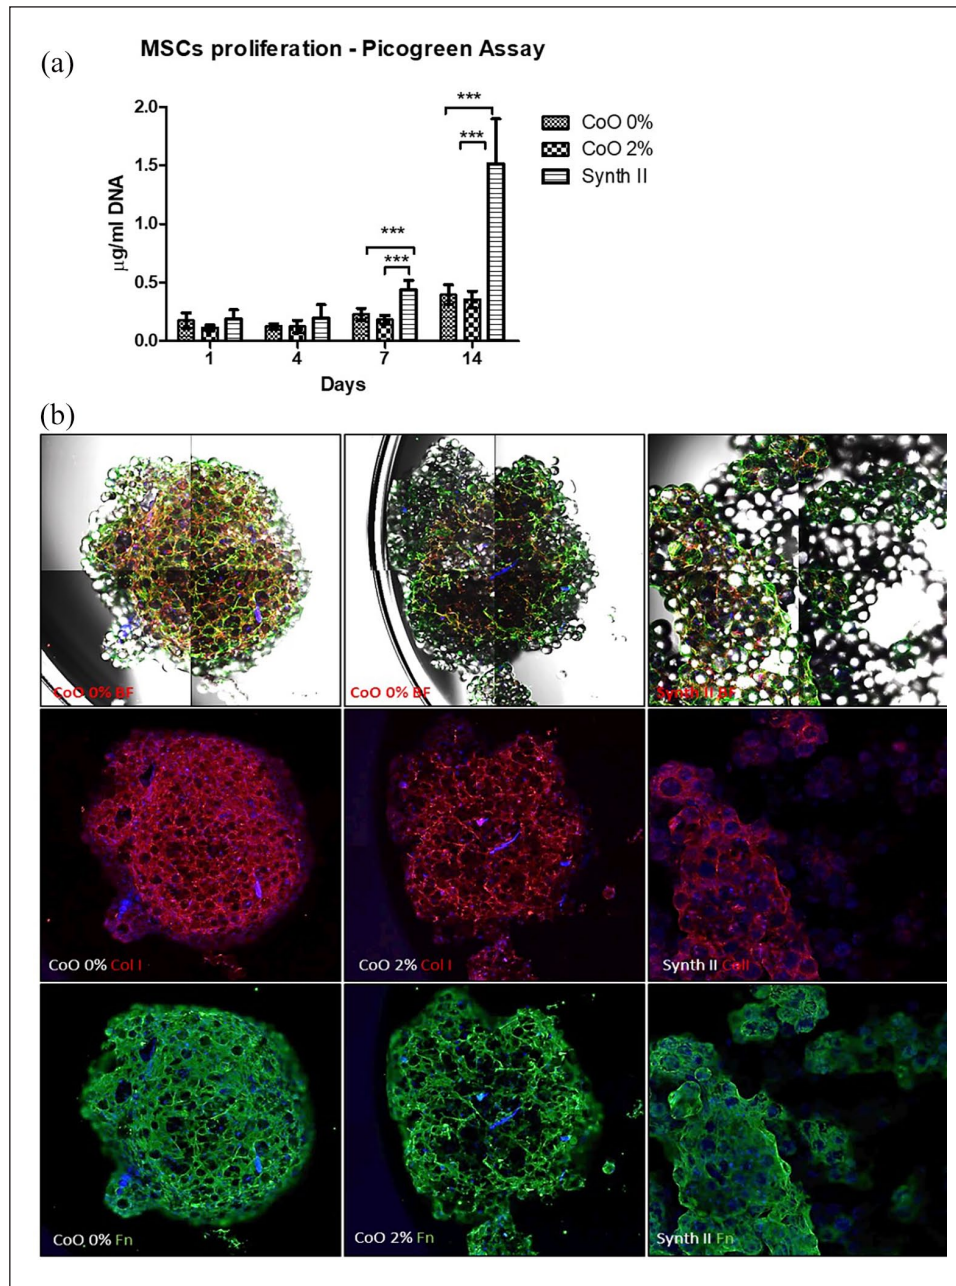 (a)
MSCs proliferation - Picogreen Assay
2.0
1.5
1.0
0.5
0.0
μg/ml DNA
***
***
***
***
CoO 0%
CoO 2%
Synth II
1 4 7 14
Days
(b)
CoO 0% BF
CoO 0% BF
Synth II BF
CoO 0% Col I
CoO 2% Col I
Synth II Col I
CoO 0% Fn
CoO 2% Fn
Synth II Fn